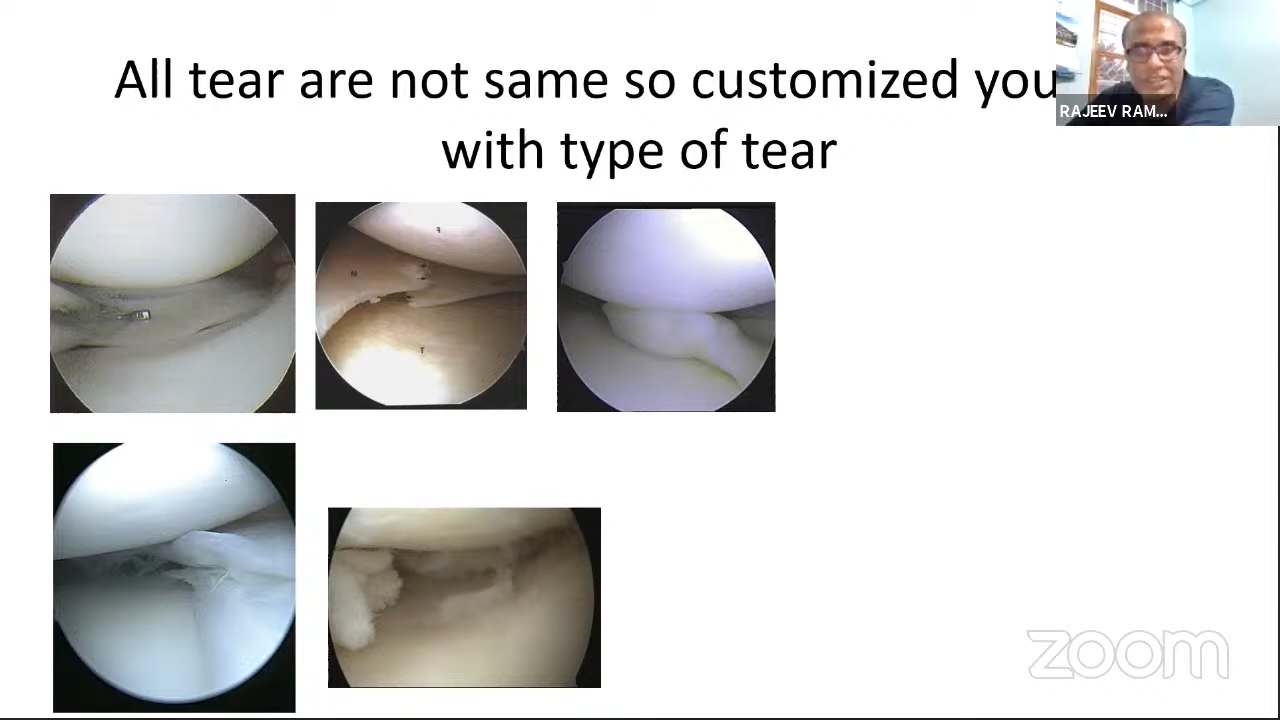 All tear are not same so customized you
with type of tear
RAJEEV RAM...
M
T
zoom